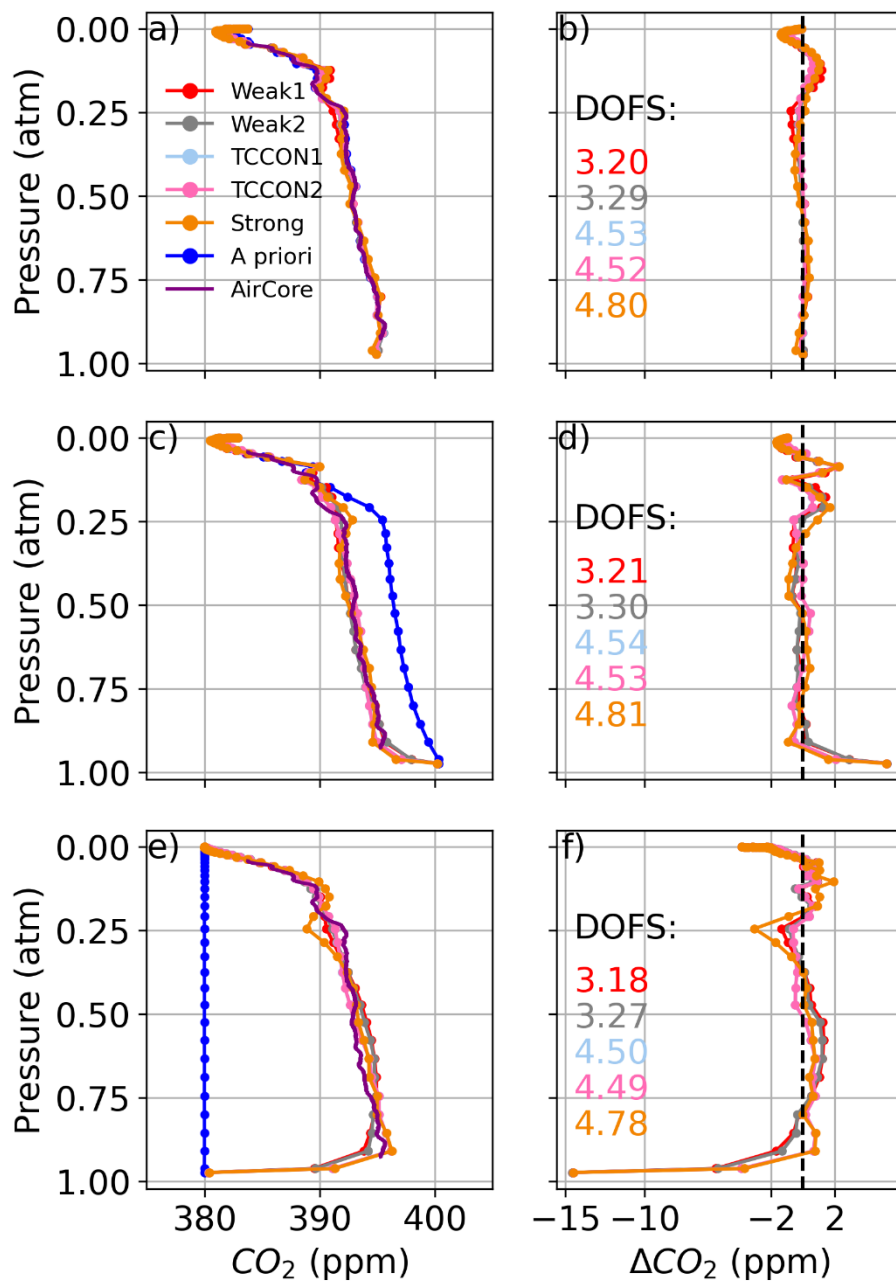 a)
0.00
0.25
0.50
0.75
1.00
Pressure (atm)
Weak1
Weak2
TCCON1
TCCON2
Strong
A priori
AirCore
b)
DOFS:
3.20
3.29
4.53
4.52
4.80
c)
0.00
0.25
0.50
0.75
1.00
Pressure (atm)
d)
DOFS:
3.21
3.30
4.54
4.53
4.81
e)
0.00
0.25
0.50
0.75
1.00
Pressure (atm)
380 390 400
CO₂ (ppm)
f)
DOFS:
3.18
3.27
4.50
4.49
4.78
−15 −10 −2 2
ΔCO₂ (ppm)